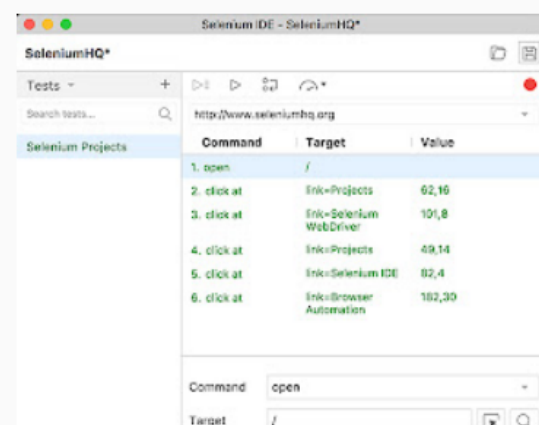 Selenium IDE - SeleniumHQ*
SeleniumHQ*
Tests
Search tests...
http://www.seleniumhq.org
Selenium Projects
Command Target Value
1. open /
2. click at link=Projects 62,16
3. click at link=Selenium WebDriver 101,8
4. click at link=Projects 49,14
5. click at link=Selenium IDE 82,4
6. click at link=Browser Automation 182,30
Command open
Target /